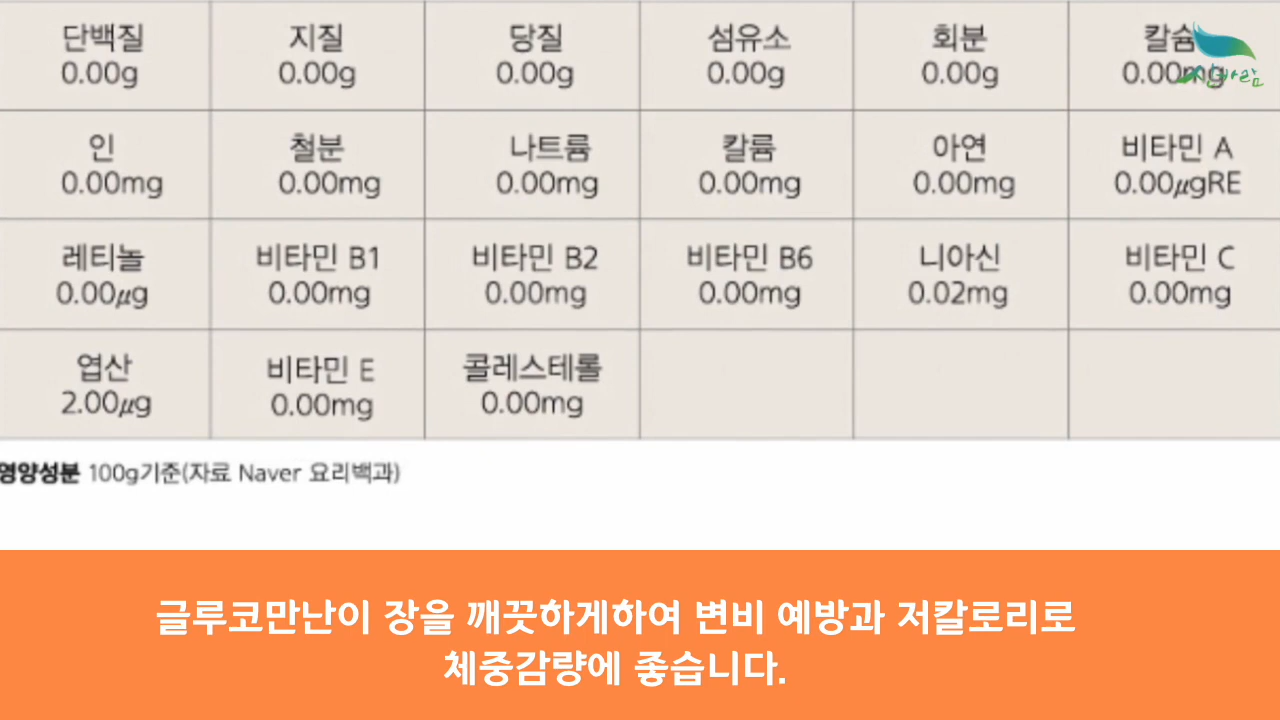 단백질 지질 당질 섬유소 회분 칼슘
0.00g 0.00g 0.00g 0.00g 0.00g 0.00mg
산바람
인 철분 나트륨 칼륨 아연 비타민 A
0.00mg 0.00mg 0.00mg 0.00mg 0.00mg 0.00µgRE
레티놀 비타민 B1 비타민 B2 비타민 B6 니아신 비타민 C
0.00µg 0.00mg 0.00mg 0.00mg 0.02mg 0.00mg
엽산 비타민 E 콜레스테롤
2.00µg 0.00mg 0.00mg
영양성분 100g기준(자료 Naver 요리백과)
글루코만난이 장을 깨끗하게하여 변비 예방과 저칼로리로
체중감량에 좋습니다.